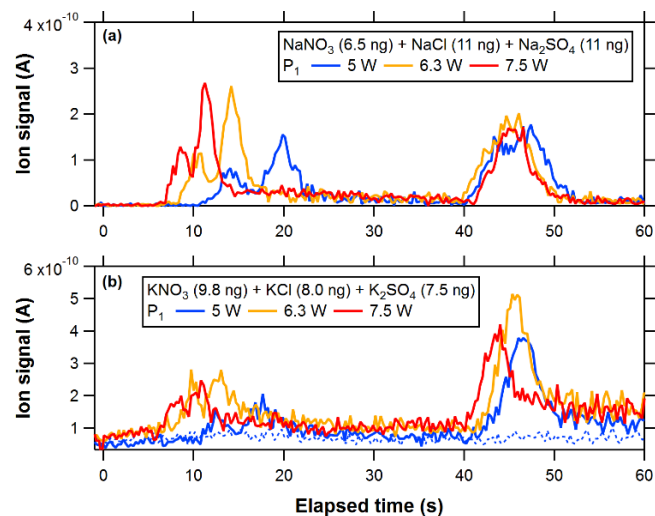 4 ×10⁻¹⁰
(a)
NaNO₃ (6.5 ng) + NaCl (11 ng) + Na₂SO₄ (11 ng)
P₁ 5 W 6.3 W 7.5 W
Ion signal (A)
3
2
1
0
0 10 20 30 40 50 60
6 ×10⁻¹⁰
(b)
KNO₃ (9.8 ng) + KCl (8.0 ng) + K₂SO₄ (7.5 ng)
P₁ 5 W 6.3 W 7.5 W
Ion signal (A)
5
4
3
2
1
0 10 20 30 40 50 60
Elapsed time (s)